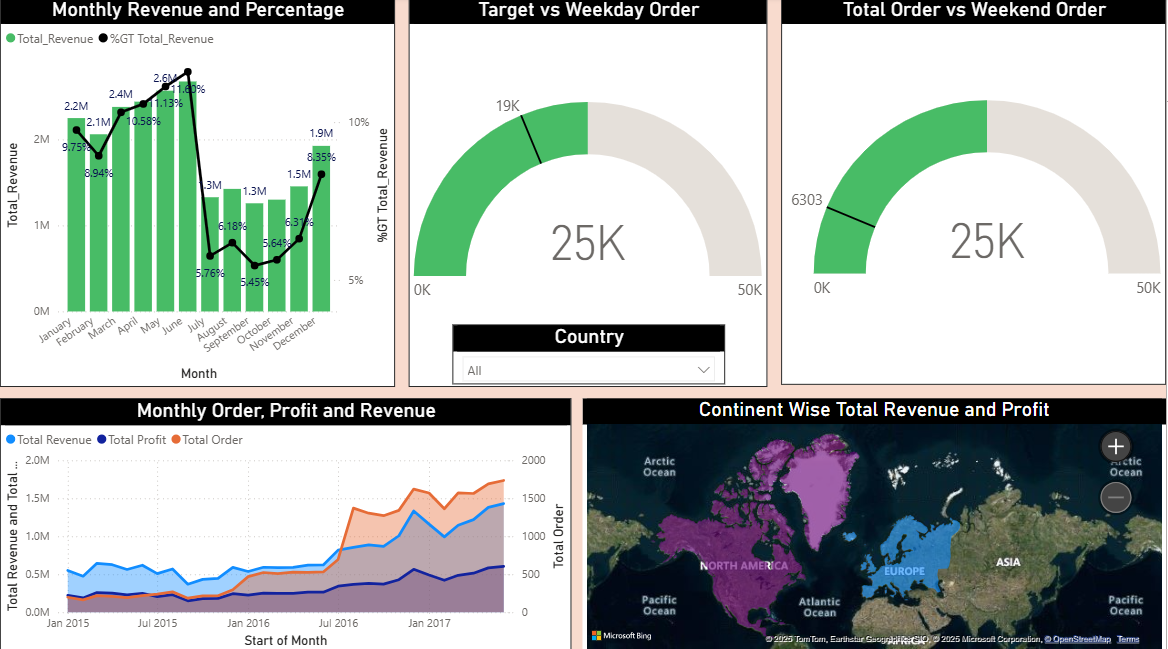 Monthly Revenue and Percentage
Total_Revenue %GT Total_Revenue
2.2M
2.1M
2.4M
2.6M
.3M
1.3M
1.5M
1.9M
9.75%
8.94%
10.58%
11.13%
11.60%
5.76%
6.18%
5.45%
5.64%
6.31%
8.35%
2M
1M
0M
10%
5%
Total_Revenue
%GT Total_Revenue
January
February
March
April
May
June
July
August
September
October
November
December
Month
Target vs Weekday Order
19K
25K
0K
50K
Total Order vs Weekend Order
6303
25K
0K
50K
Country
All
Monthly Order, Profit and Revenue
Total Revenue Total Profit Total Order
2.0M
1.5M
1.0M
0.5M
0.0M
2000
1500
1000
500
0
Total Revenue and Total ...
Total Order
Jan 2015
Jul 2015
Jan 2016
Jul 2016
Jan 2017
Start of Month
Continent Wise Total Revenue and Profit
Arctic
Ocean
Arctic
Ocean
NORTH AMERICA
EUROPE
ASIA
Pacific
Ocean
Atlantic
Ocean
Pacific
Ocean
AFRICA
Microsoft Bing
© 2025 TomTom, Earthstar Geographics SIO, © 2025 Microsoft Corporation, © OpenStreetMap Terms